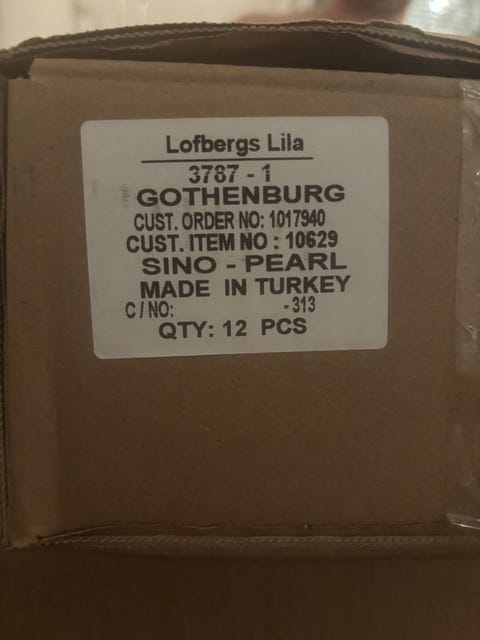 Lofbergs Lila
3787 - 1
GOTHENBURG
CUST. ORDER NO: 1017940
CUST. ITEM NO : 10629
SINO - PEARL
MADE IN TURKEY
C / NO: - 313
QTY: 12 PCS